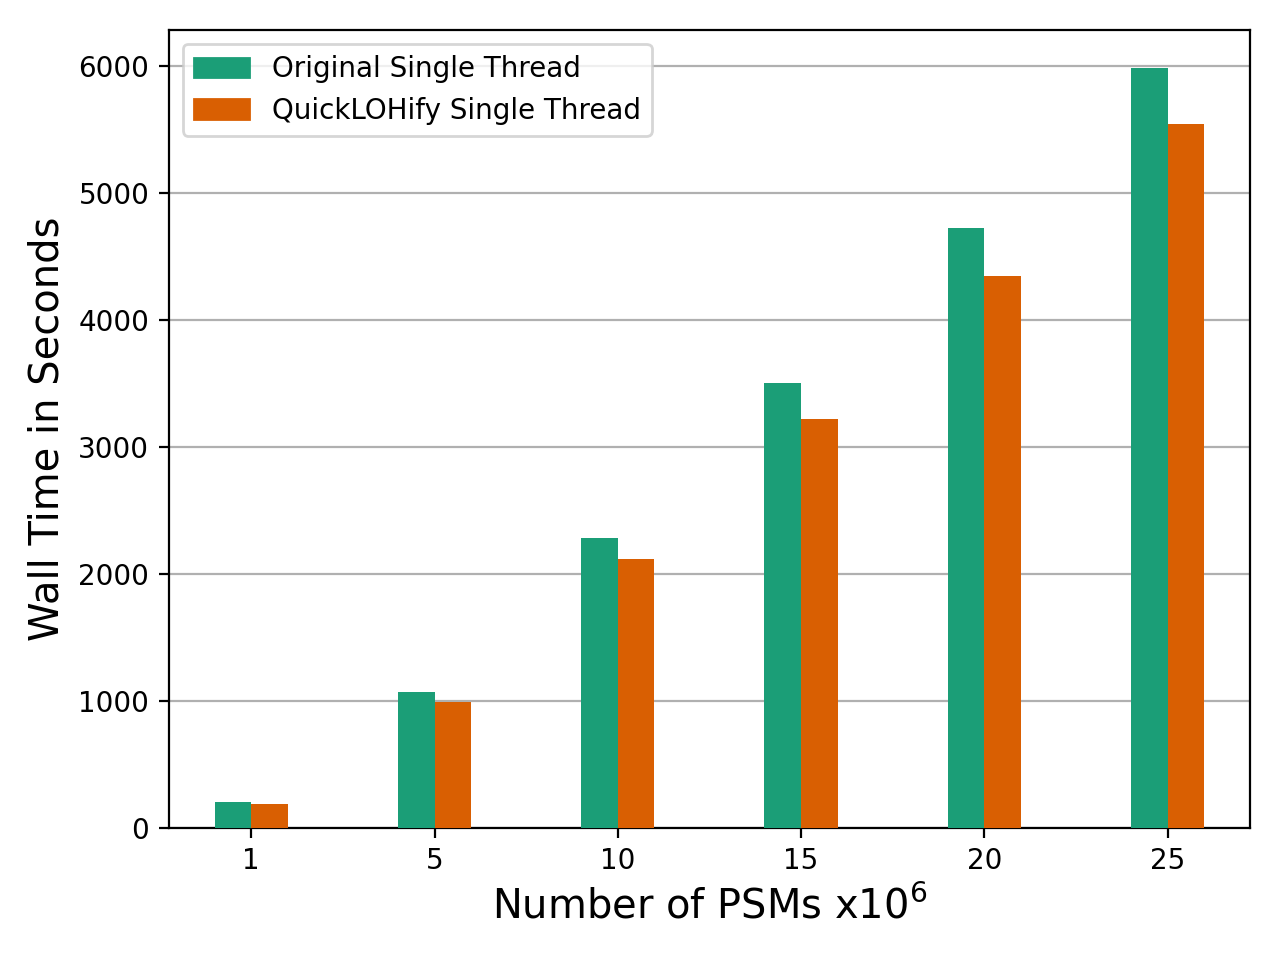 Original Single Thread
QuickLOHify Single Thread
6000
5000
4000
3000
2000
1000
0
Wall Time in Seconds
1 5 10 15 20 25
Number of PSMs x10⁶